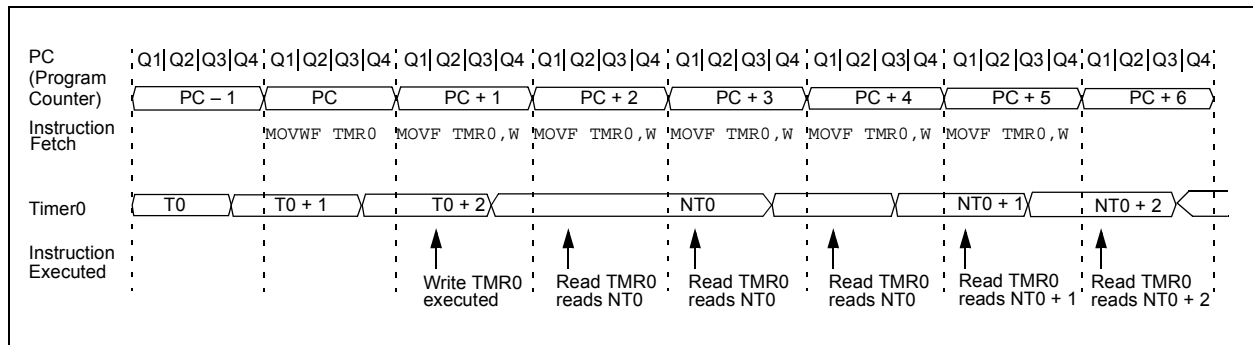 PC
(Program
Counter)
Q1|Q2|Q3|Q4 Q1|Q2|Q3|Q4 Q1|Q2|Q3|Q4 Q1|Q2|Q3|Q4 Q1|Q2|Q3|Q4 Q1|Q2|Q3|Q4 Q1|Q2|Q3|Q4 Q1|Q2|Q3|Q4
PC – 1 PC PC + 1 PC + 2 PC + 3 PC + 4 PC + 5 PC + 6
Instruction
Fetch
MOVWF TMR0 MOVF TMR0,W MOVF TMR0,W MOVF TMR0,W MOVF TMR0,W MOVF TMR0,W
Timer0
T0 T0 + 1 T0 + 2 NT0 NT0 + 1 NT0 + 2
Instruction
Executed
Write TMR0
executed
Read TMR0
reads NT0
Read TMR0
reads NT0
Read TMR0
reads NT0
Read TMR0
reads NT0 + 1
Read TMR0
reads NT0 + 2